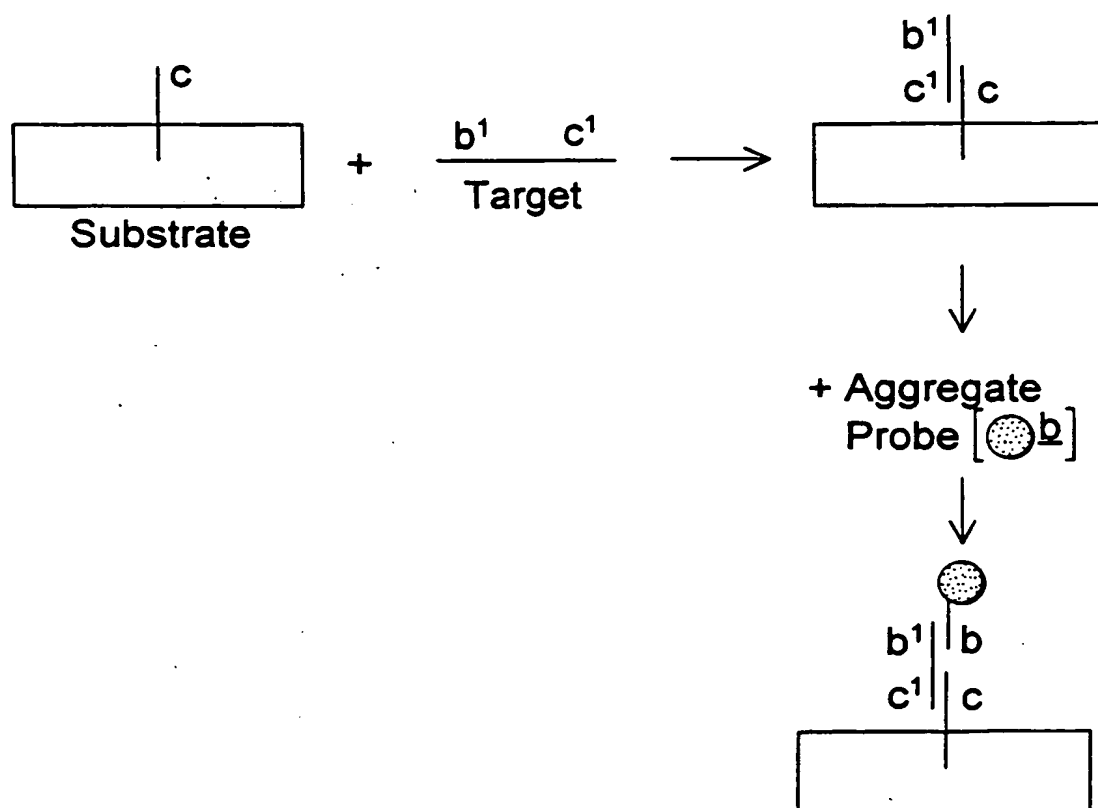 c
Substrate
+
b¹ c¹
Target
b¹
c¹ c
+ Aggregate
Probe [ b]
b¹ b
c¹ c